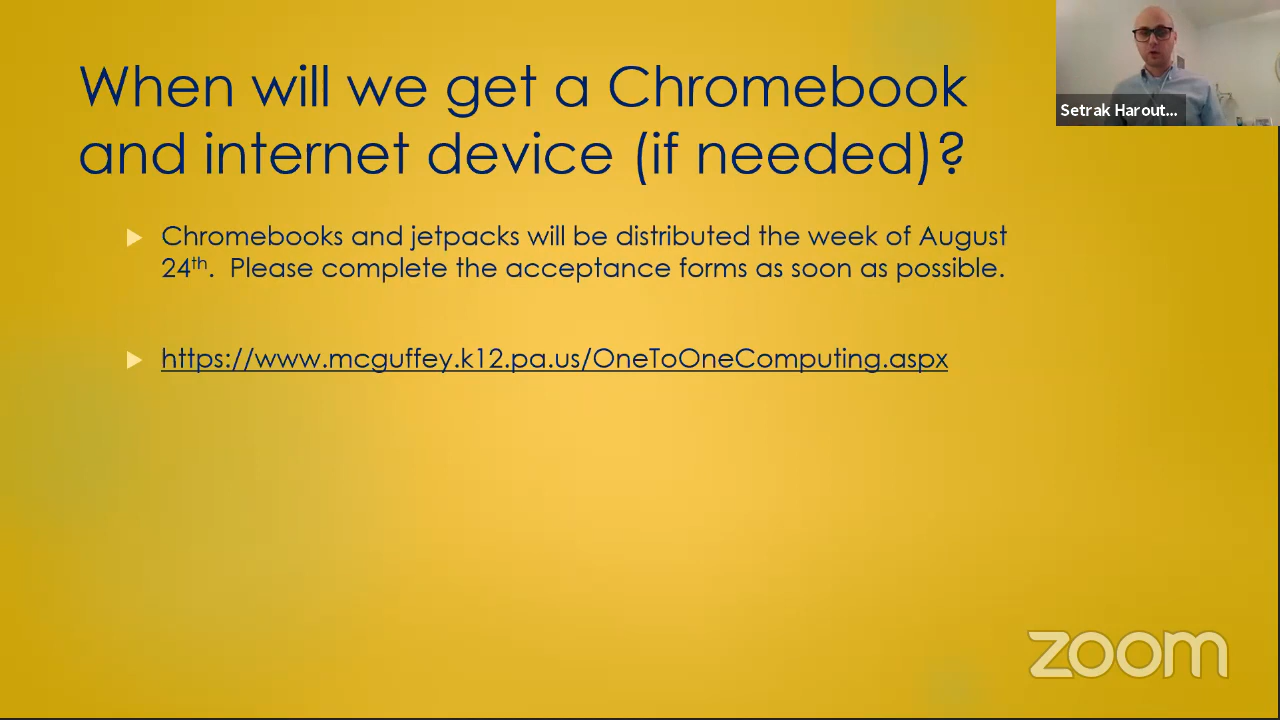 When will we get a Chromebook
and internet device (if needed)?
Setrak Harout...
Chromebooks and jetpacks will be distributed the week of August
24th. Please complete the acceptance forms as soon as possible.
https://www.mcguffey.k12.pa.us/OneToOneComputing.aspx
zoom